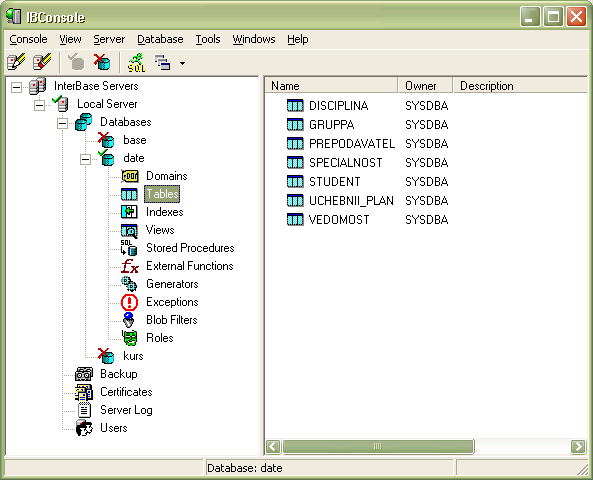 IBConsole
Console View Server Database Tools Windows Help
SQL
InterBase Servers
Local Server
Databases
base
date
Domains
Tables
Indexes
Views
Stored Procedures
External Functions
Generators
Exceptions
Blob Filters
Roles
kurs
Backup
Certificates
Server Log
Users
Name Owner Description
DISCIPLINA SYSDBA
GRUPPA SYSDBA
PREPODAVATEL SYSDBA
SPECIALNOST SYSDBA
STUDENT SYSDBA
UCHEBNII_PLAN SYSDBA
VEDOMOST SYSDBA
Database: date